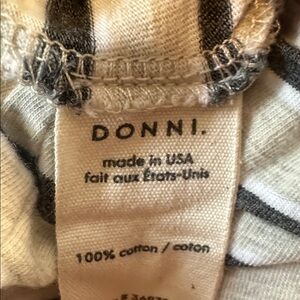 DONNI.
made in USA
fait aux États-Unis
100% cotton / coton